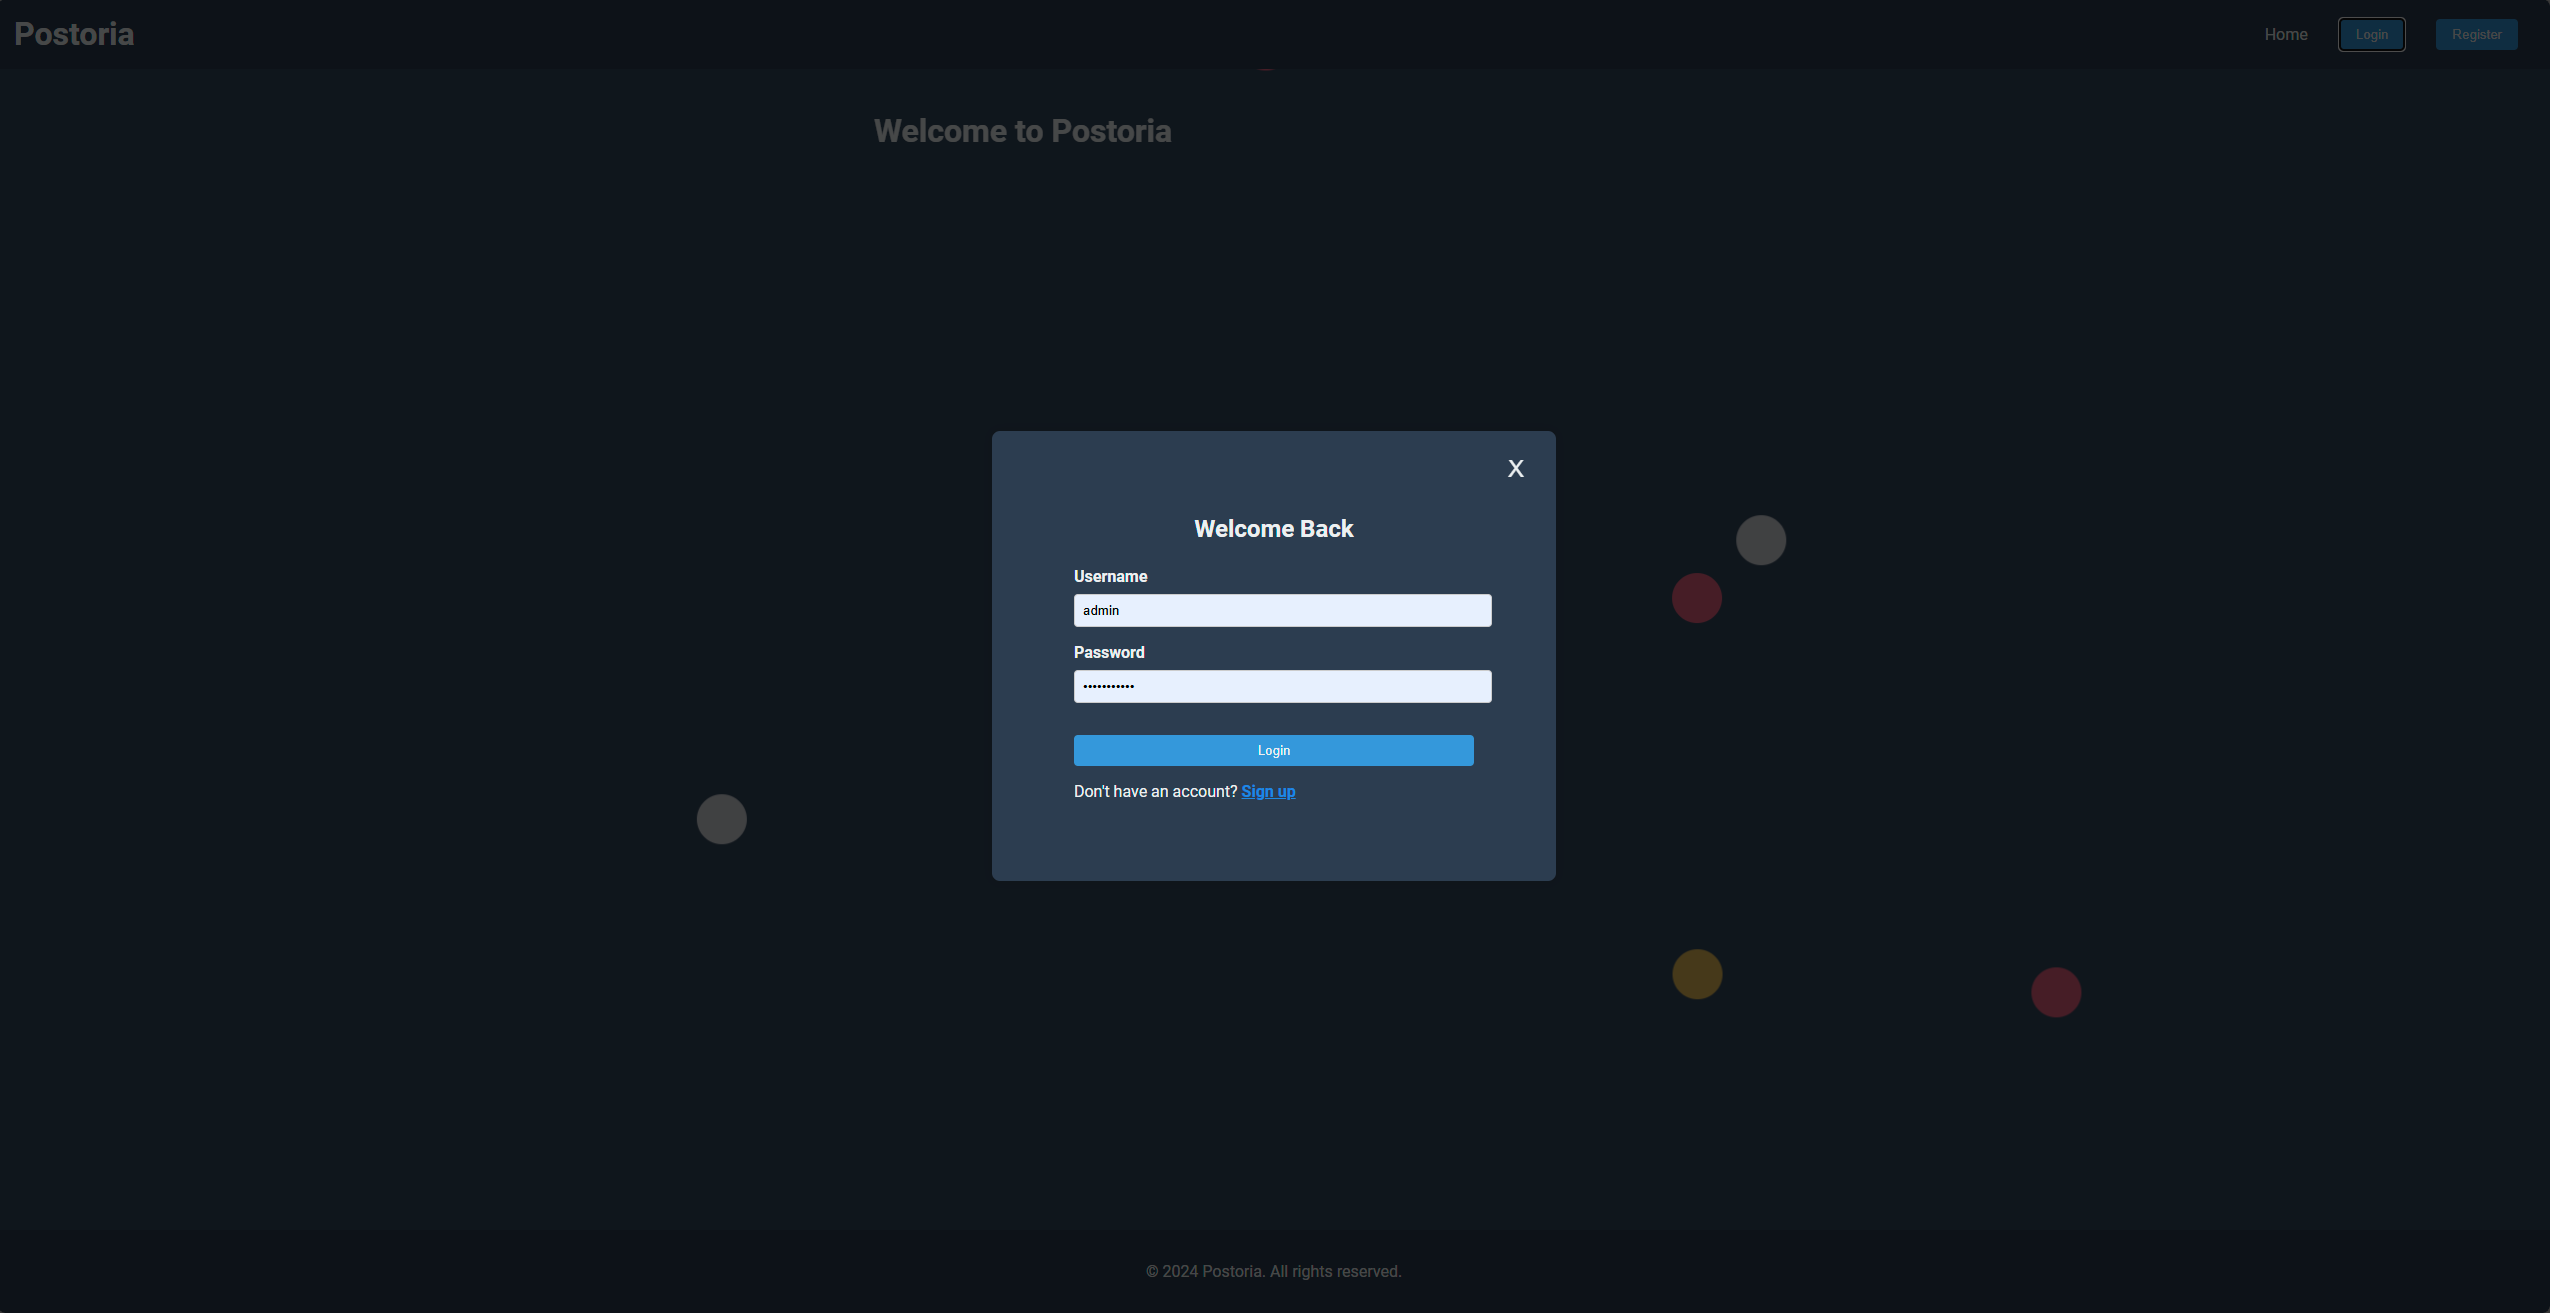 Postoria
Home
Login
Register
Welcome to Postoria
X
Welcome Back
Username
admin
Password
•••••••••••
Login
Don't have an account? Sign up
© 2024 Postoria. All rights reserved.